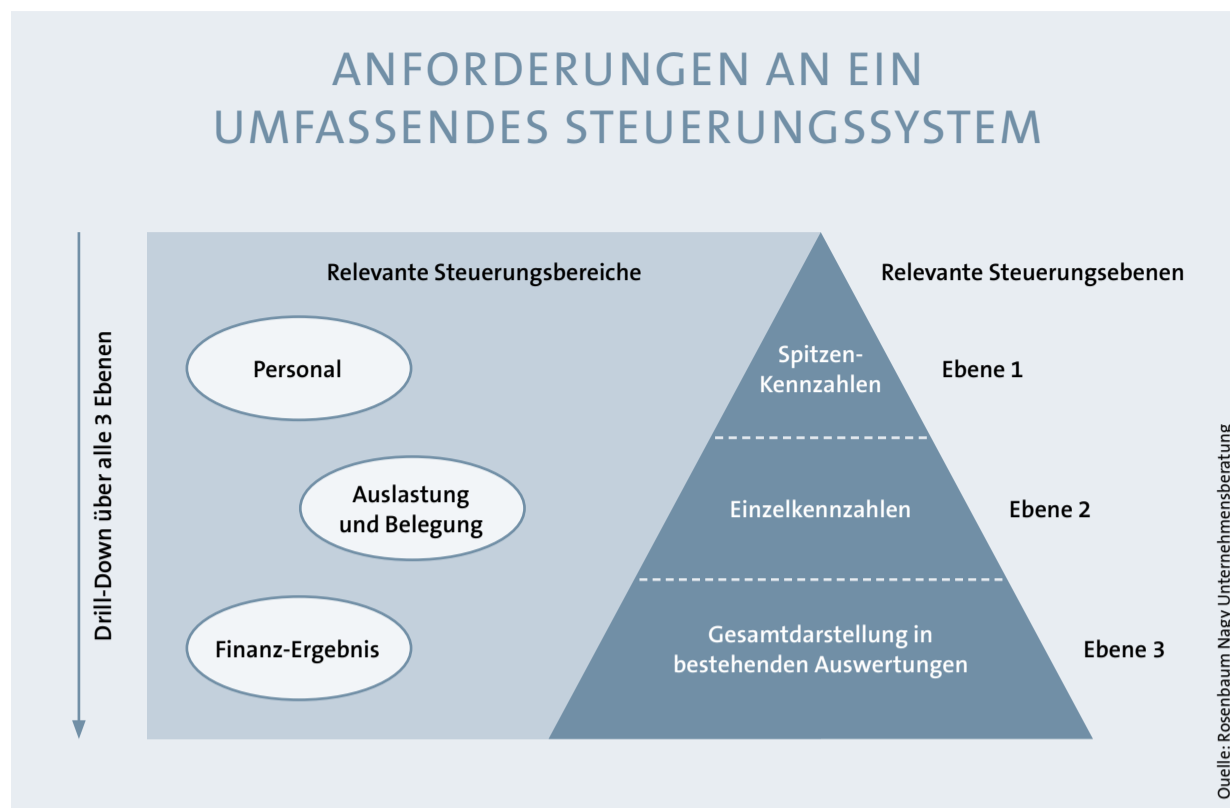 ANFORDERUNGEN AN EIN
UMFASSENDES STEUERUNGSSYSTEM
Relevante Steuerungsbereiche
Relevante Steuerungsebenen
Drill-Down über alle 3 Ebenen
Personal
Auslastung
und Belegung
Finanz-Ergebnis
Spitzen-
Kennzahlen
Ebene 1
Einzelkennzahlen
Ebene 2
Gesamtdarstellung in
bestehenden Auswertungen
Ebene 3
Quelle: Rosenbaum Nagy Unternehmensberatung